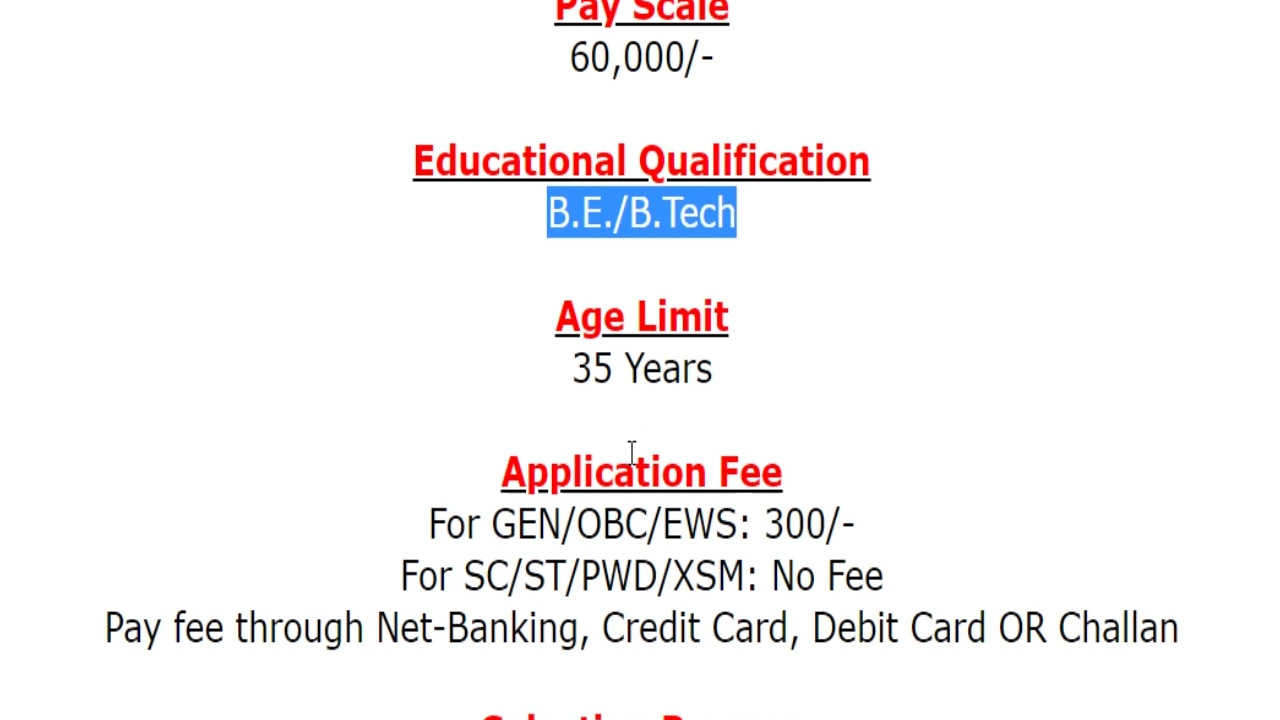 Pay Scale
60,000/-
Educational Qualification
B.E./B.Tech
Age Limit
35 Years
Application Fee
For GEN/OBC/EWS: 300/-
For SC/ST/PWD/XSM: No Fee
Pay fee through Net-Banking, Credit Card, Debit Card OR Challan